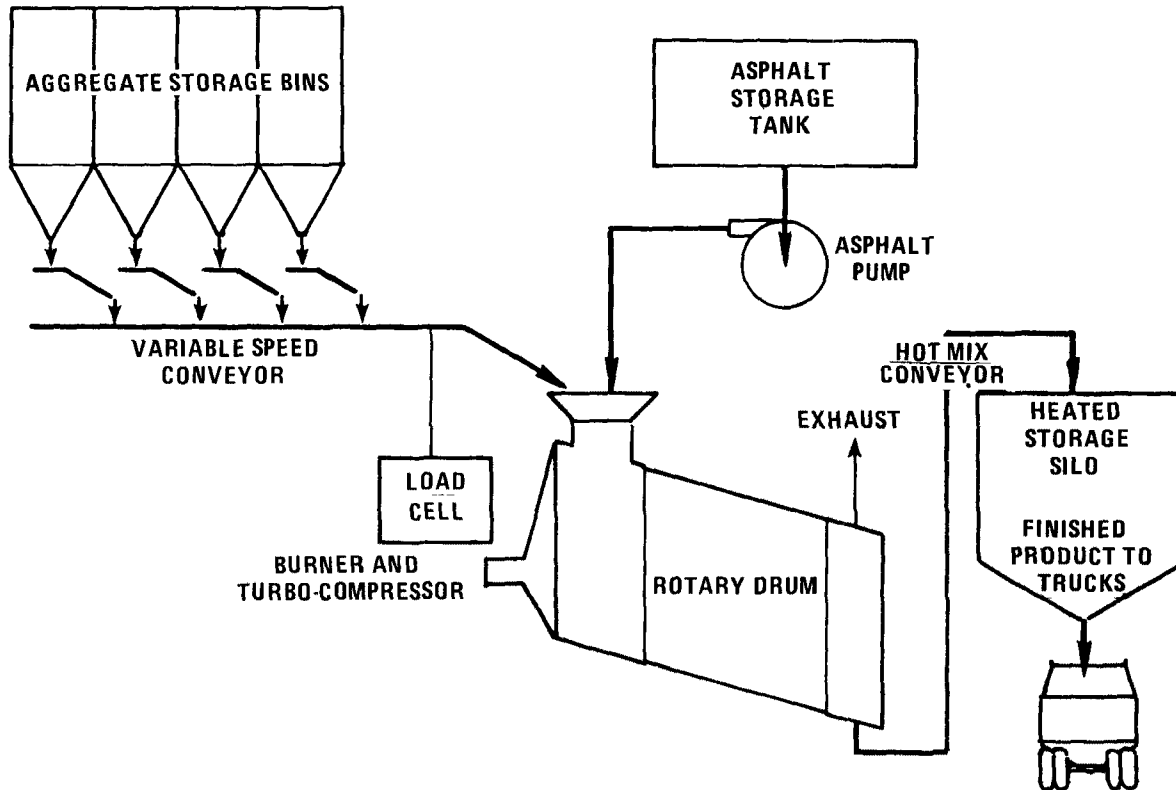 AGGREGATE STORAGE BINS
ASPHALT
STORAGE
TANK
ASPHALT
PUMP
VARIABLE SPEED
CONVEYOR
HOT MIX
CONVEYOR
EXHAUST
HEATED
STORAGE
SILO
LOAD
CELL
FINISHED
PRODUCT TO
TRUCKS
BURNER AND
TURBO-COMPRESSOR
ROTARY DRUM